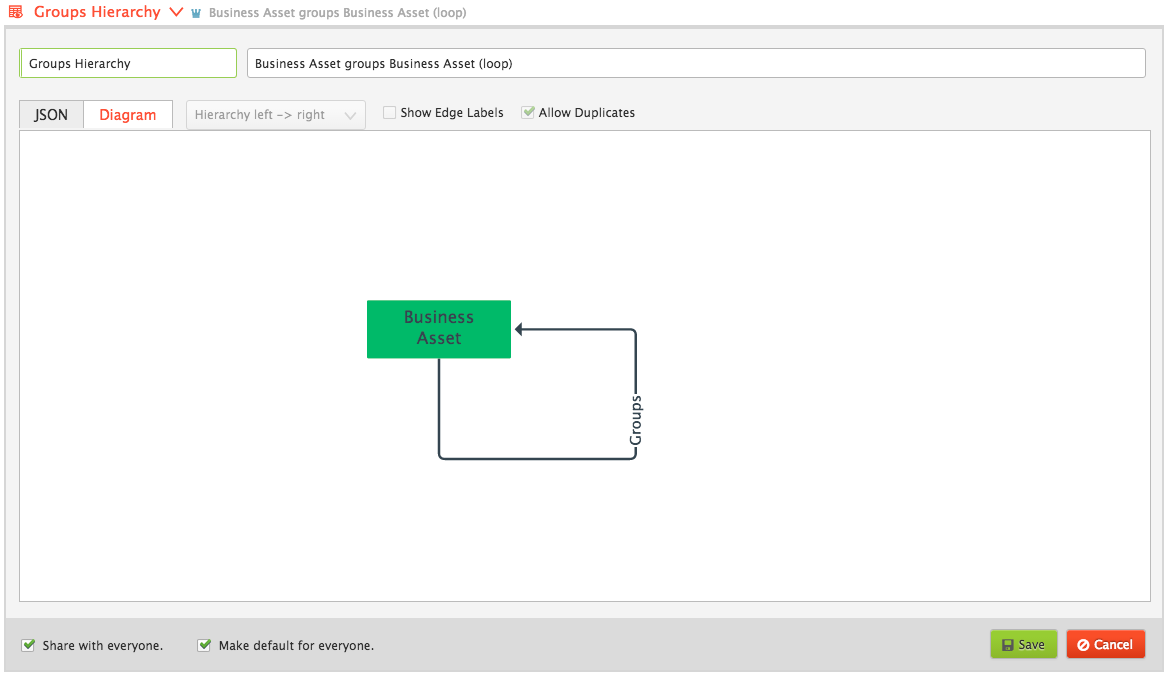 Groups Hierarchy Business Asset groups Business Asset (loop)
Groups Hierarchy Business Asset groups Business Asset (loop)
JSON Diagram Hierarchy left -> right Show Edge Labels Allow Duplicates
Business
Asset
Groups
Share with everyone. Make default for everyone. Save Cancel